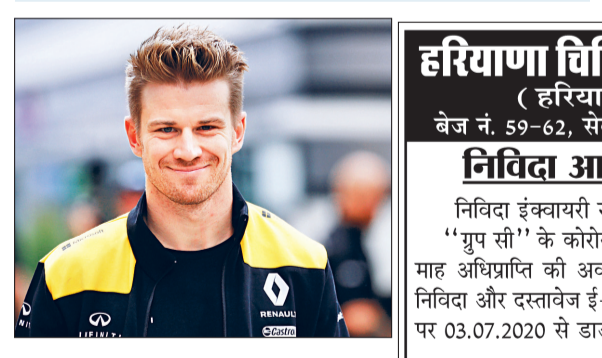 INFINITI
RENAULT
Castrol
हरियाणा चि
( हरिया
बेज नं. 59-62, से
निविदा आ
निविदा इंक्वायरी
“ग्रुप सी” के कोरो
माह अधिप्राप्ति की अव
निविदा और दस्तावेज ई-
पर 03.07.2020 से डा